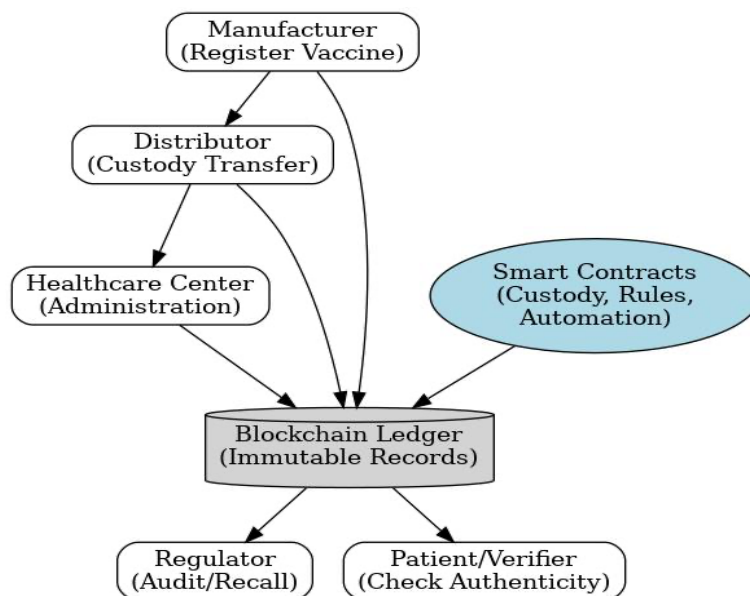 Manufacturer
(Register Vaccine)
Distributor
(Custody Transfer)
Healthcare Center
(Administration)
Smart Contracts
(Custody, Rules,
Automation)
Blockchain Ledger
(Immutable Records)
Regulator
(Audit/Recall)
Patient/Verifier
(Check Authenticity)